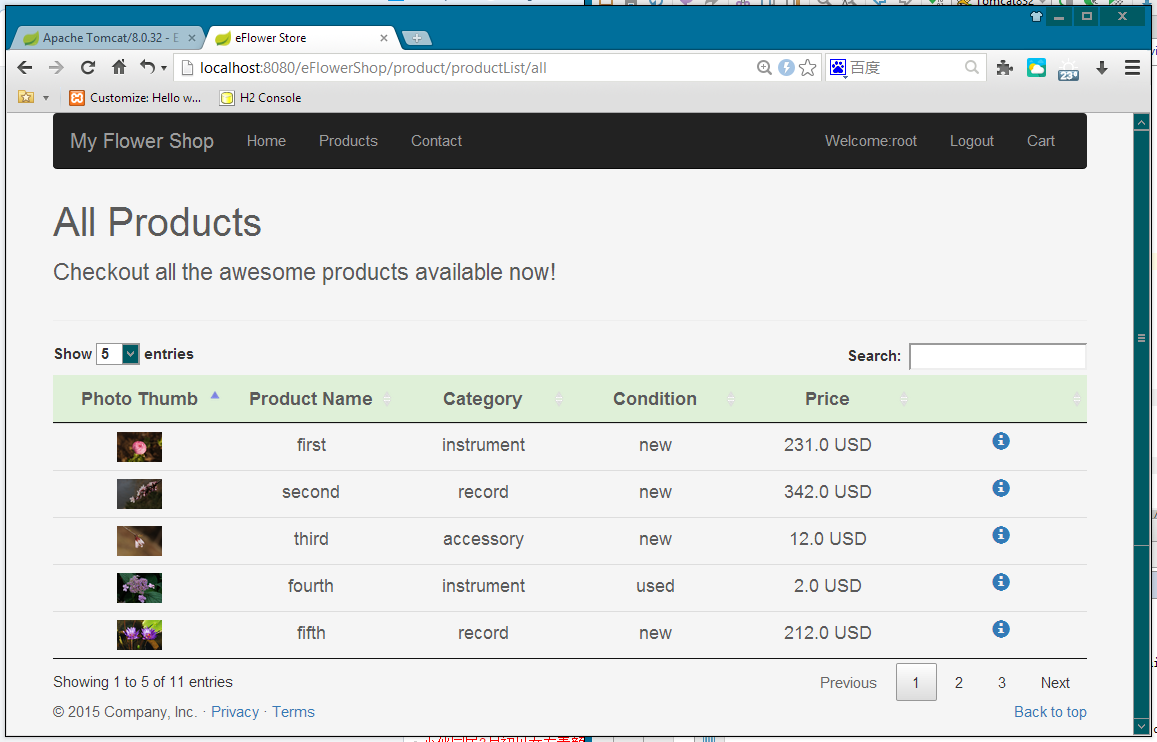 Tomcat832
Apache Tomcat/8.0.32 - E
eFlower Store
localhost:8080/eFlowerShop/product/productList/all
百度
23°
Customize: Hello w...
H2 Console
My Flower Shop Home Products Contact Welcome:root Logout Cart
All Products
Checkout all the awesome products available now!
Show 5 entries Search:
Photo Thumb Product Name Category Condition Price
first instrument new 231.0 USD
second record new 342.0 USD
third accessory new 12.0 USD
fourth instrument used 2.0 USD
fifth record new 212.0 USD
Showing 1 to 5 of 11 entries Previous 1 2 3 Next
© 2015 Company, Inc. · Privacy · Terms Back to top